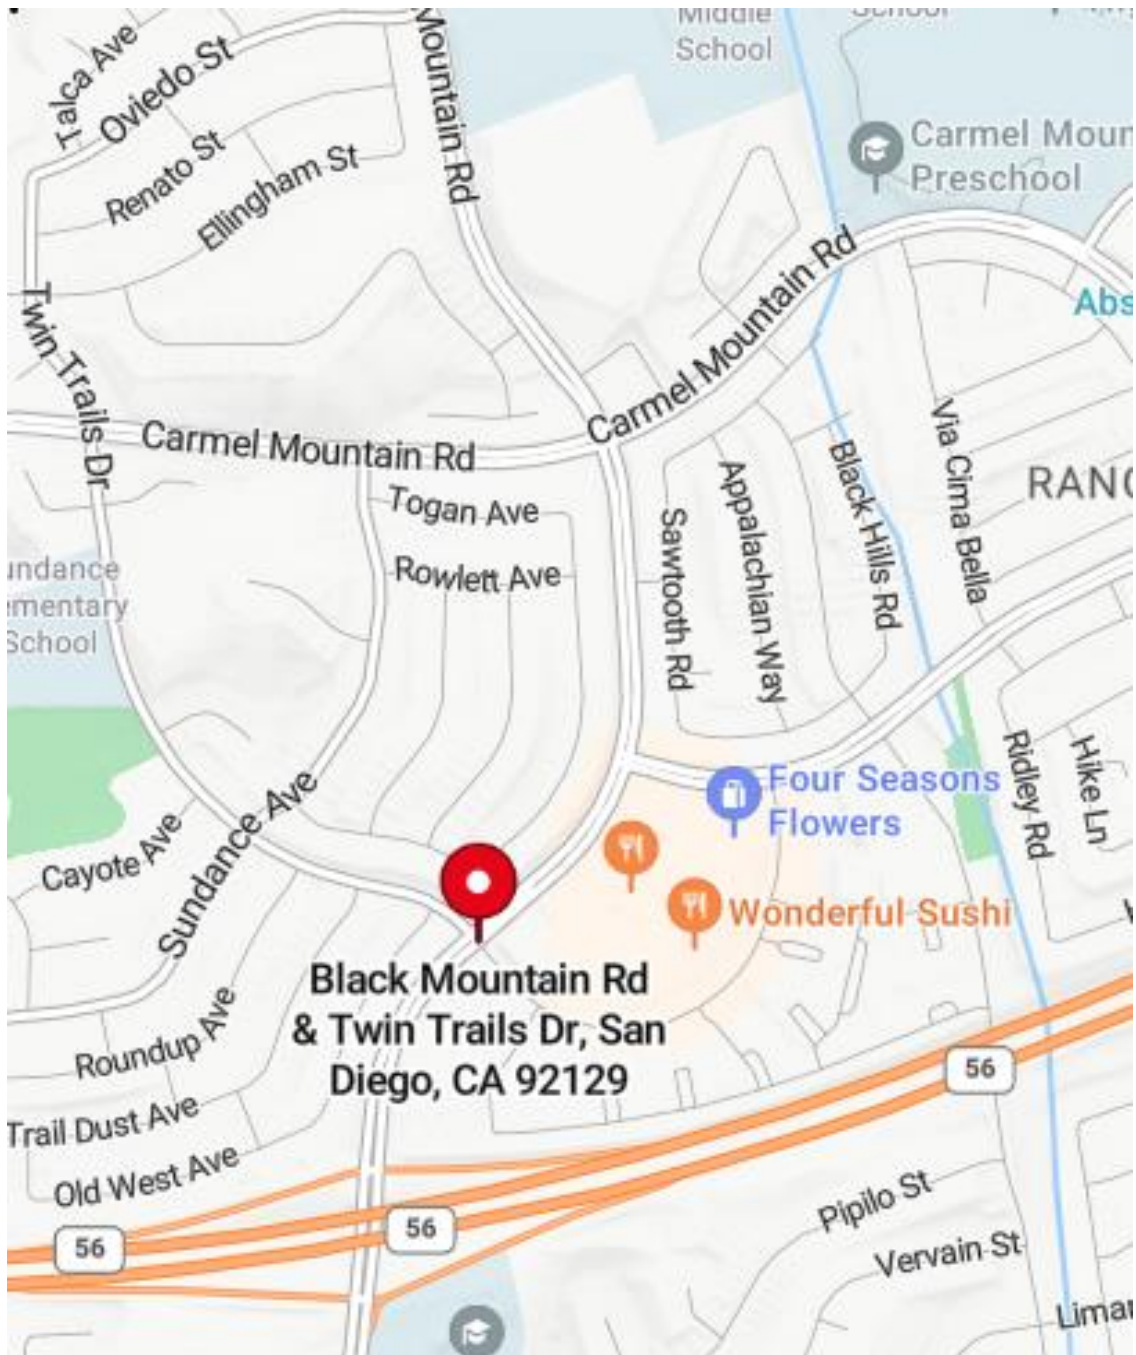 Middle
School
Talca Ave
Oviedo St
Mountain Rd
Carmel Moun
Preschool
Renato St
Ellingham St
Carmel Mountain Rd
Abs
Twin Trails Dr
Carmel Mountain Rd
Via Cima Bella
RANC
Togan Ave
Appalachian Way
Black Hills Rd
Sawtooth Rd
Rowlett Ave
undance
ementary
School
Ridley Rd
Hike Ln
Four Seasons
Flowers
Cayote Ave
Sundance Ave
Wonderful Sushi
Black Mountain Rd
& Twin Trails Dr, San
Diego, CA 92129
Roundup Ave
56
Trail Dust Ave
Old West Ave
56
56
Pipilo St
Vervain St
Limar